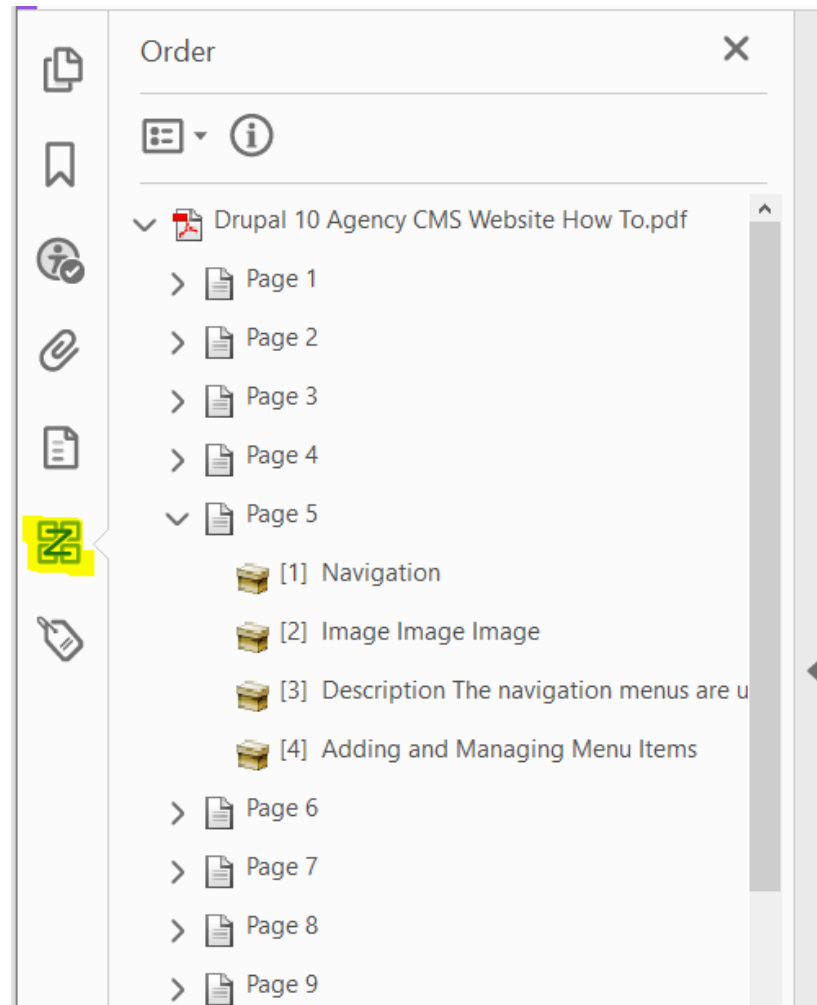 Order
Drupal 10 Agency CMS Website How To.pdf
Page 1
Page 2
Page 3
Page 4
Page 5
[1] Navigation
[2] Image Image Image
[3] Description The navigation menus are u
[4] Adding and Managing Menu Items
Page 6
Page 7
Page 8
Page 9